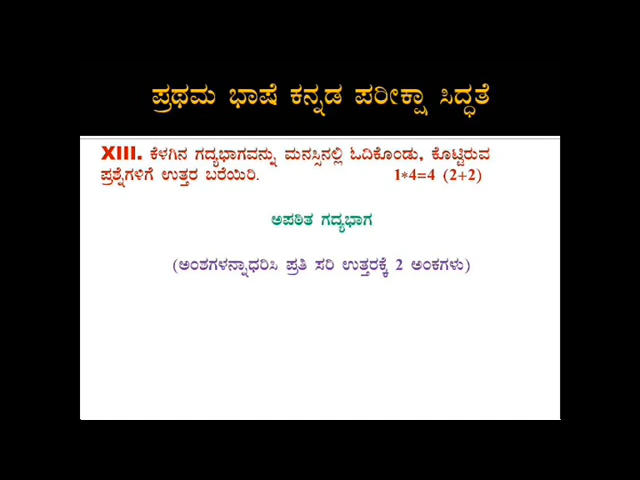 ಪ್ರಥಮ ಭಾಷೆ ಕನ್ನಡ ಪರೀಕ್ಷಾ ಸಿದ್ಧತೆ
XIII. ಕೆಳಗಿನ ಗದ್ಯಭಾಗವನ್ನು ಮನಸ್ಸಿನಲ್ಲಿ ಓದಿಕೊಂಡು, ಕೊಟ್ಟಿರುವ
ಪ್ರಶ್ನೆಗಳಿಗೆ ಉತ್ತರ ಬರೆಯಿರಿ. 1*4=4 (2+2)
ಅಪಠಿತ ಗದ್ಯಭಾಗ
(ಅಂಶಗಳನ್ನಾಧರಿಸಿ ಪ್ರತಿ ಸರಿ ಉತ್ತರಕ್ಕೆ 2 ಅಂಕಗಳು)